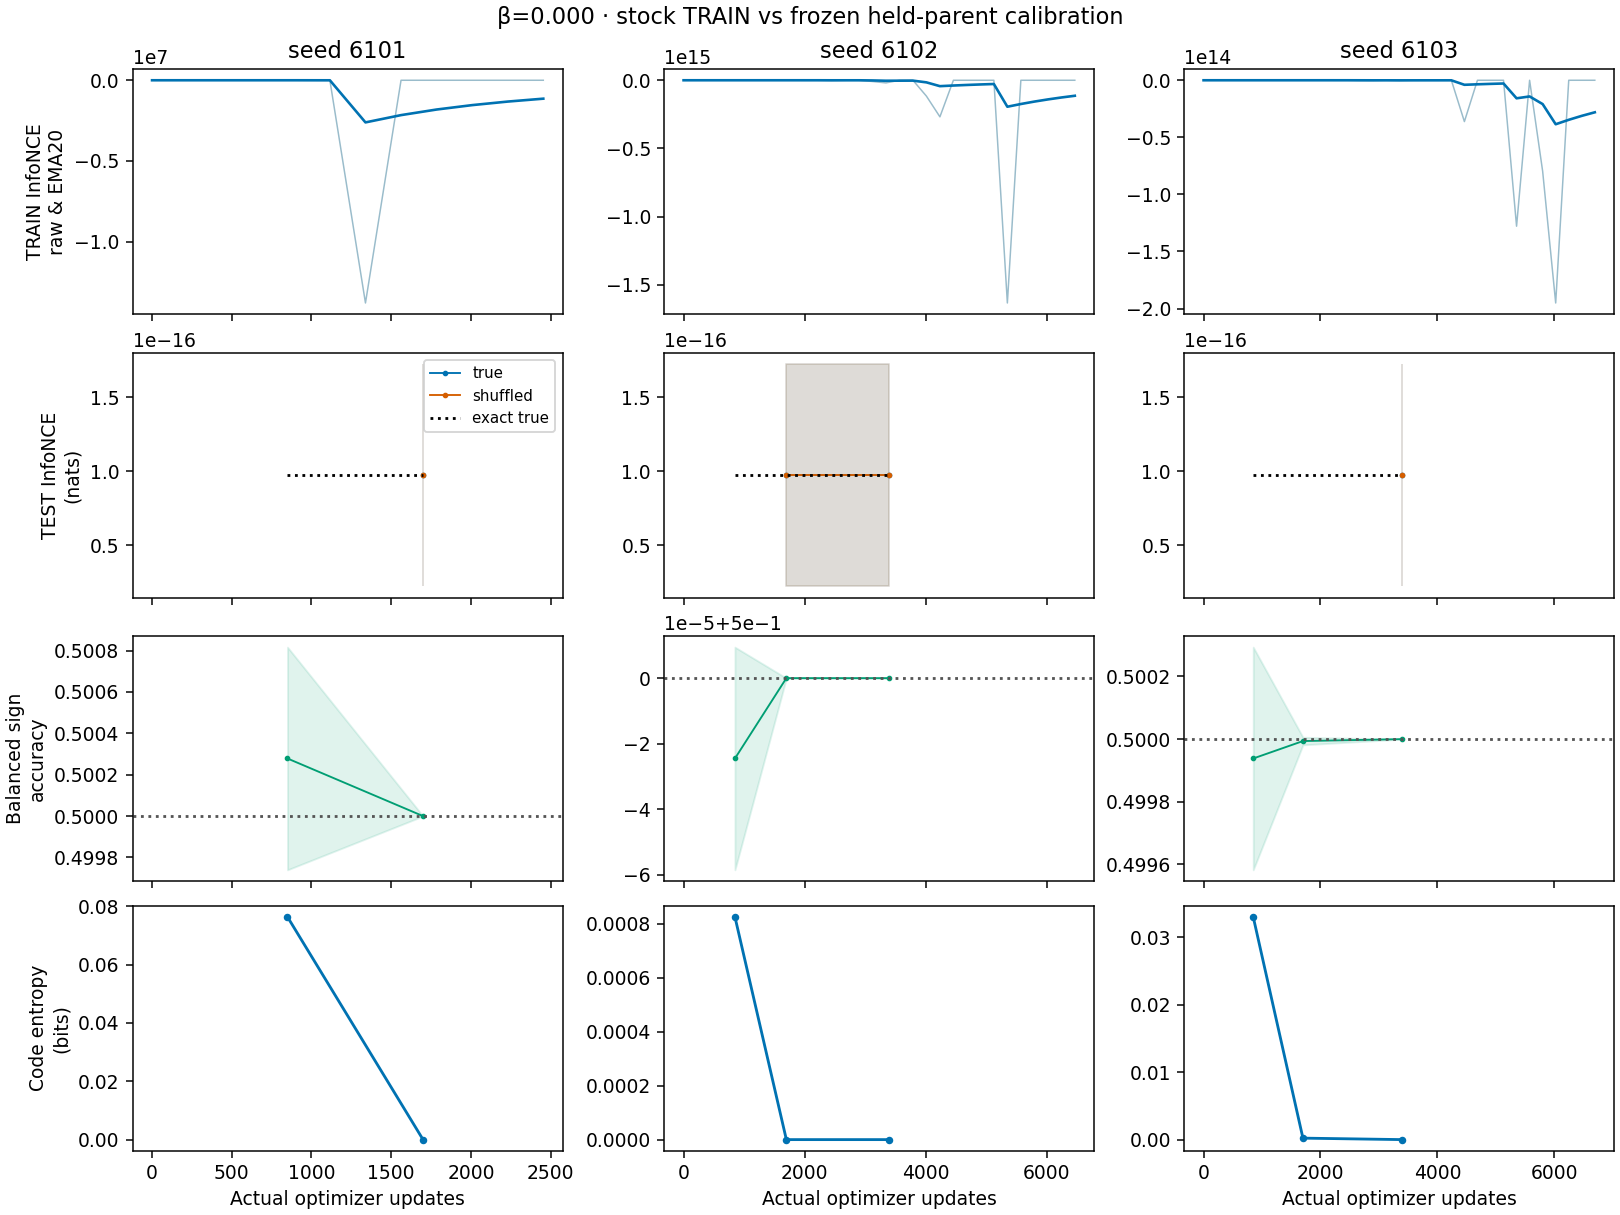 β=0.000 · stock TRAIN vs frozen held-parent calibration
seed 6101
seed 6102
seed 6103
1e7
1e15
1e14
TRAIN InfoNCE
raw & EMA20
0.0
−0.5
−1.0
0.0
−0.5
−1.0
−1.5
0.0
−0.5
−1.0
−1.5
−2.0
1e−16
1e−16
1e−16
TEST InfoNCE
(nats)
1.5
1.0
0.5
true
shuffled
exact true
1.5
1.0
0.5
1.5
1.0
0.5
Balanced sign
accuracy
0.5008
0.5006
0.5004
0.5002
0.5000
0.4998
1e−5+5e−1
0
−2
−4
−6
0.5002
0.5000
0.4998
0.4996
Code entropy
(bits)
0.08
0.06
0.04
0.02
0.00
0.0008
0.0006
0.0004
0.0002
0.0000
0.03
0.02
0.01
0.00
0 500 1000 1500 2000 2500
0 2000 4000 6000
0 2000 4000 6000
Actual optimizer updates
Actual optimizer updates
Actual optimizer updates